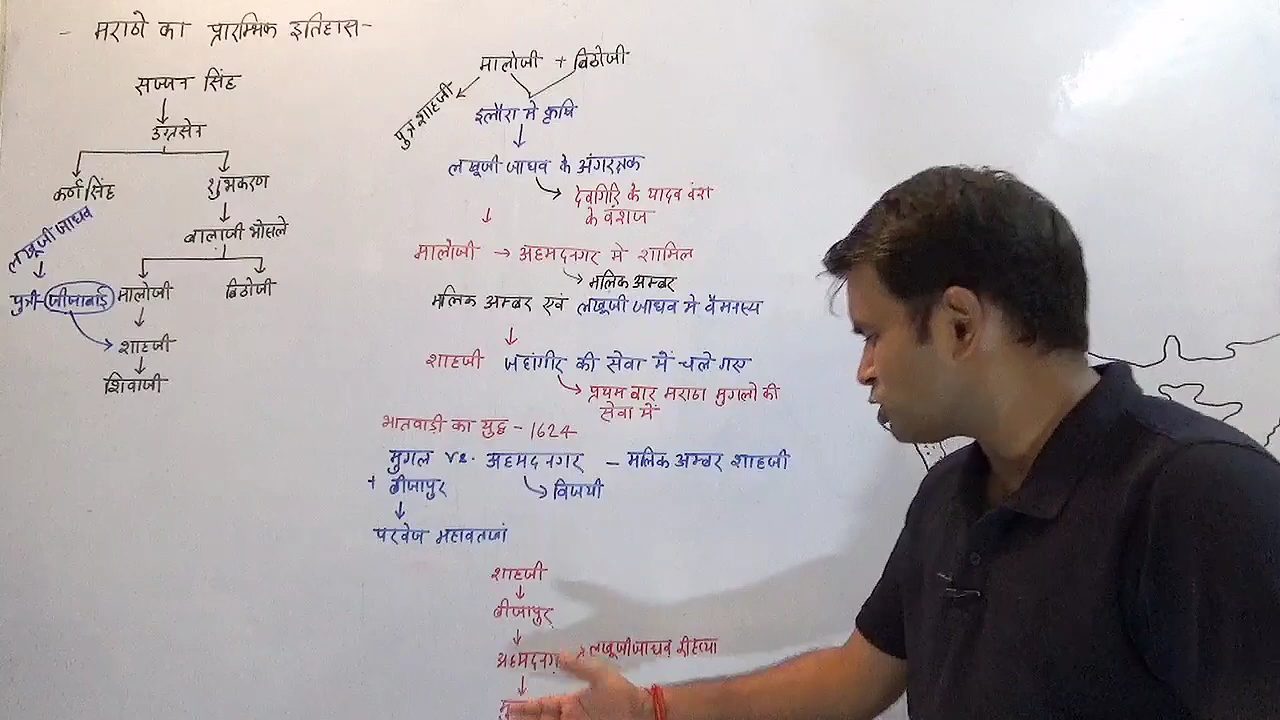 - मराठो का प्रारम्भिक इतिहास-
सज्जन सिंह
उग्रसेन
कर्ण सिंह
शुभकरण
बालाजी भोसले
लखूजी जाधव
पुत्री-जीजाबाई
मालोजी
विठोजी
शाहजी
शिवाजी
मालोजी + विठोजी
पुत्र शाहजी
इलौरा मे कृषि
लखूजी जाधव के अंगरक्षक
देवगिरि के यादव वंश
के वंशज
मालोजी → अहमदनगर मे शामिल
मलिक अम्बर
मलिक अम्बर एवं लखूजी जाधव मे वैमनस्य
शाहजी जहांगीर की सेवा में चले गए
प्रथम बार मराठा मुगलो की
सेवा में
भातवाडी का युद्ध - 1624
मुगल vs. अहमदनगर - मलिक अम्बर शाहजी
+ बीजापुर
विजयी
परवेज महावतखां
शाहजी
बीजापुर
अहमदनगर
लखूजी जाधव की हत्या